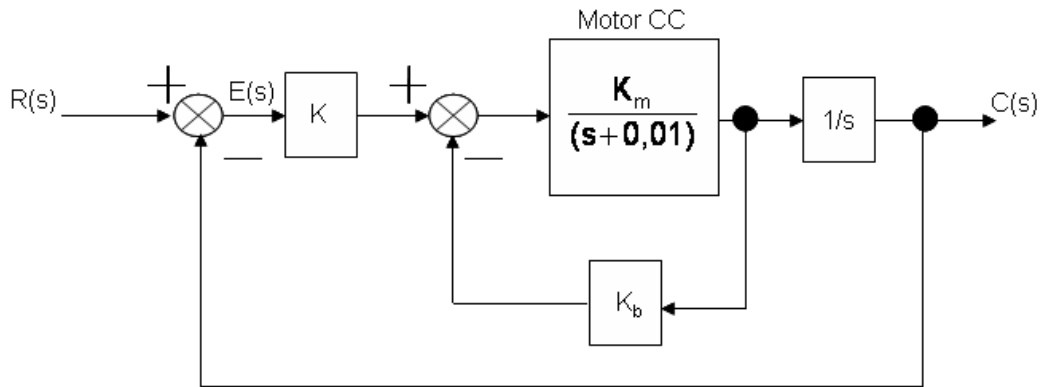 Motor CC
R(s)
+
E(s)
K
+
K_m
(s+0,01)
1/s
C(s)
—
—
K_b